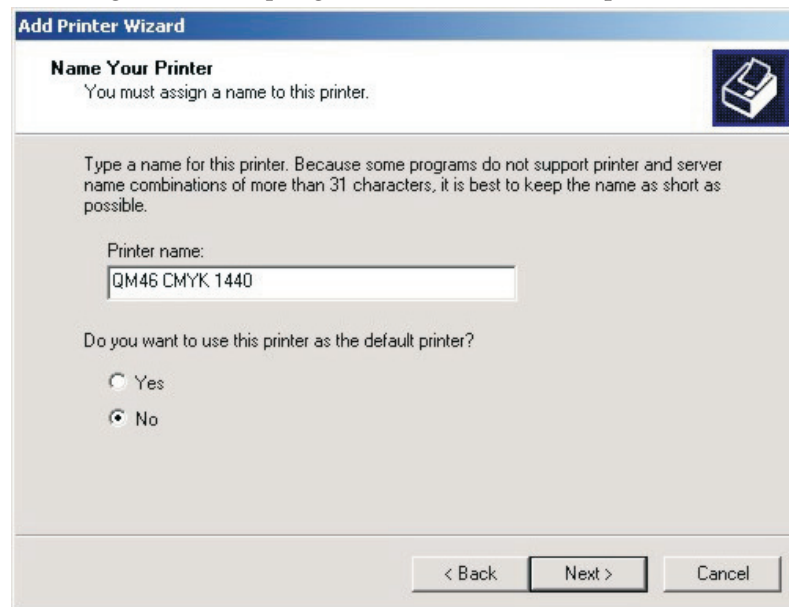 Add Printer Wizard
Name Your Printer
You must assign a name to this printer.
Type a name for this printer. Because some programs do not support printer and server
name combinations of more than 31 characters, it is best to keep the name as short as
possible.
Printer name:
QM46 CMYK 1440
Do you want to use this printer as the default printer?
Yes
No
< Back
Next >
Cancel